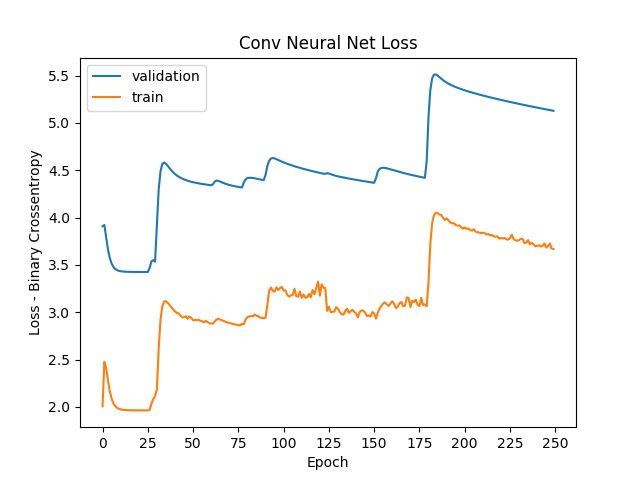 Conv Neural Net Loss
validation
train
5.5
5.0
4.5
4.0
3.5
3.0
2.5
2.0
Loss - Binary Crossentropy
0 25 50 75 100 125 150 175 200 225 250
Epoch